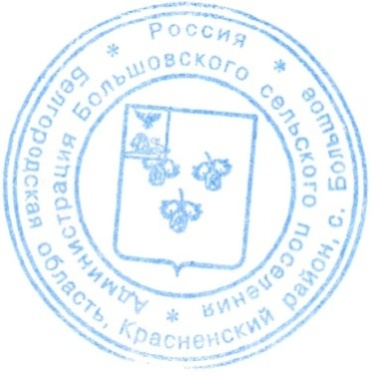 Россия * Белгородская область, Красненский район, с. Большое *
Администрация Большовского сельского поселения *